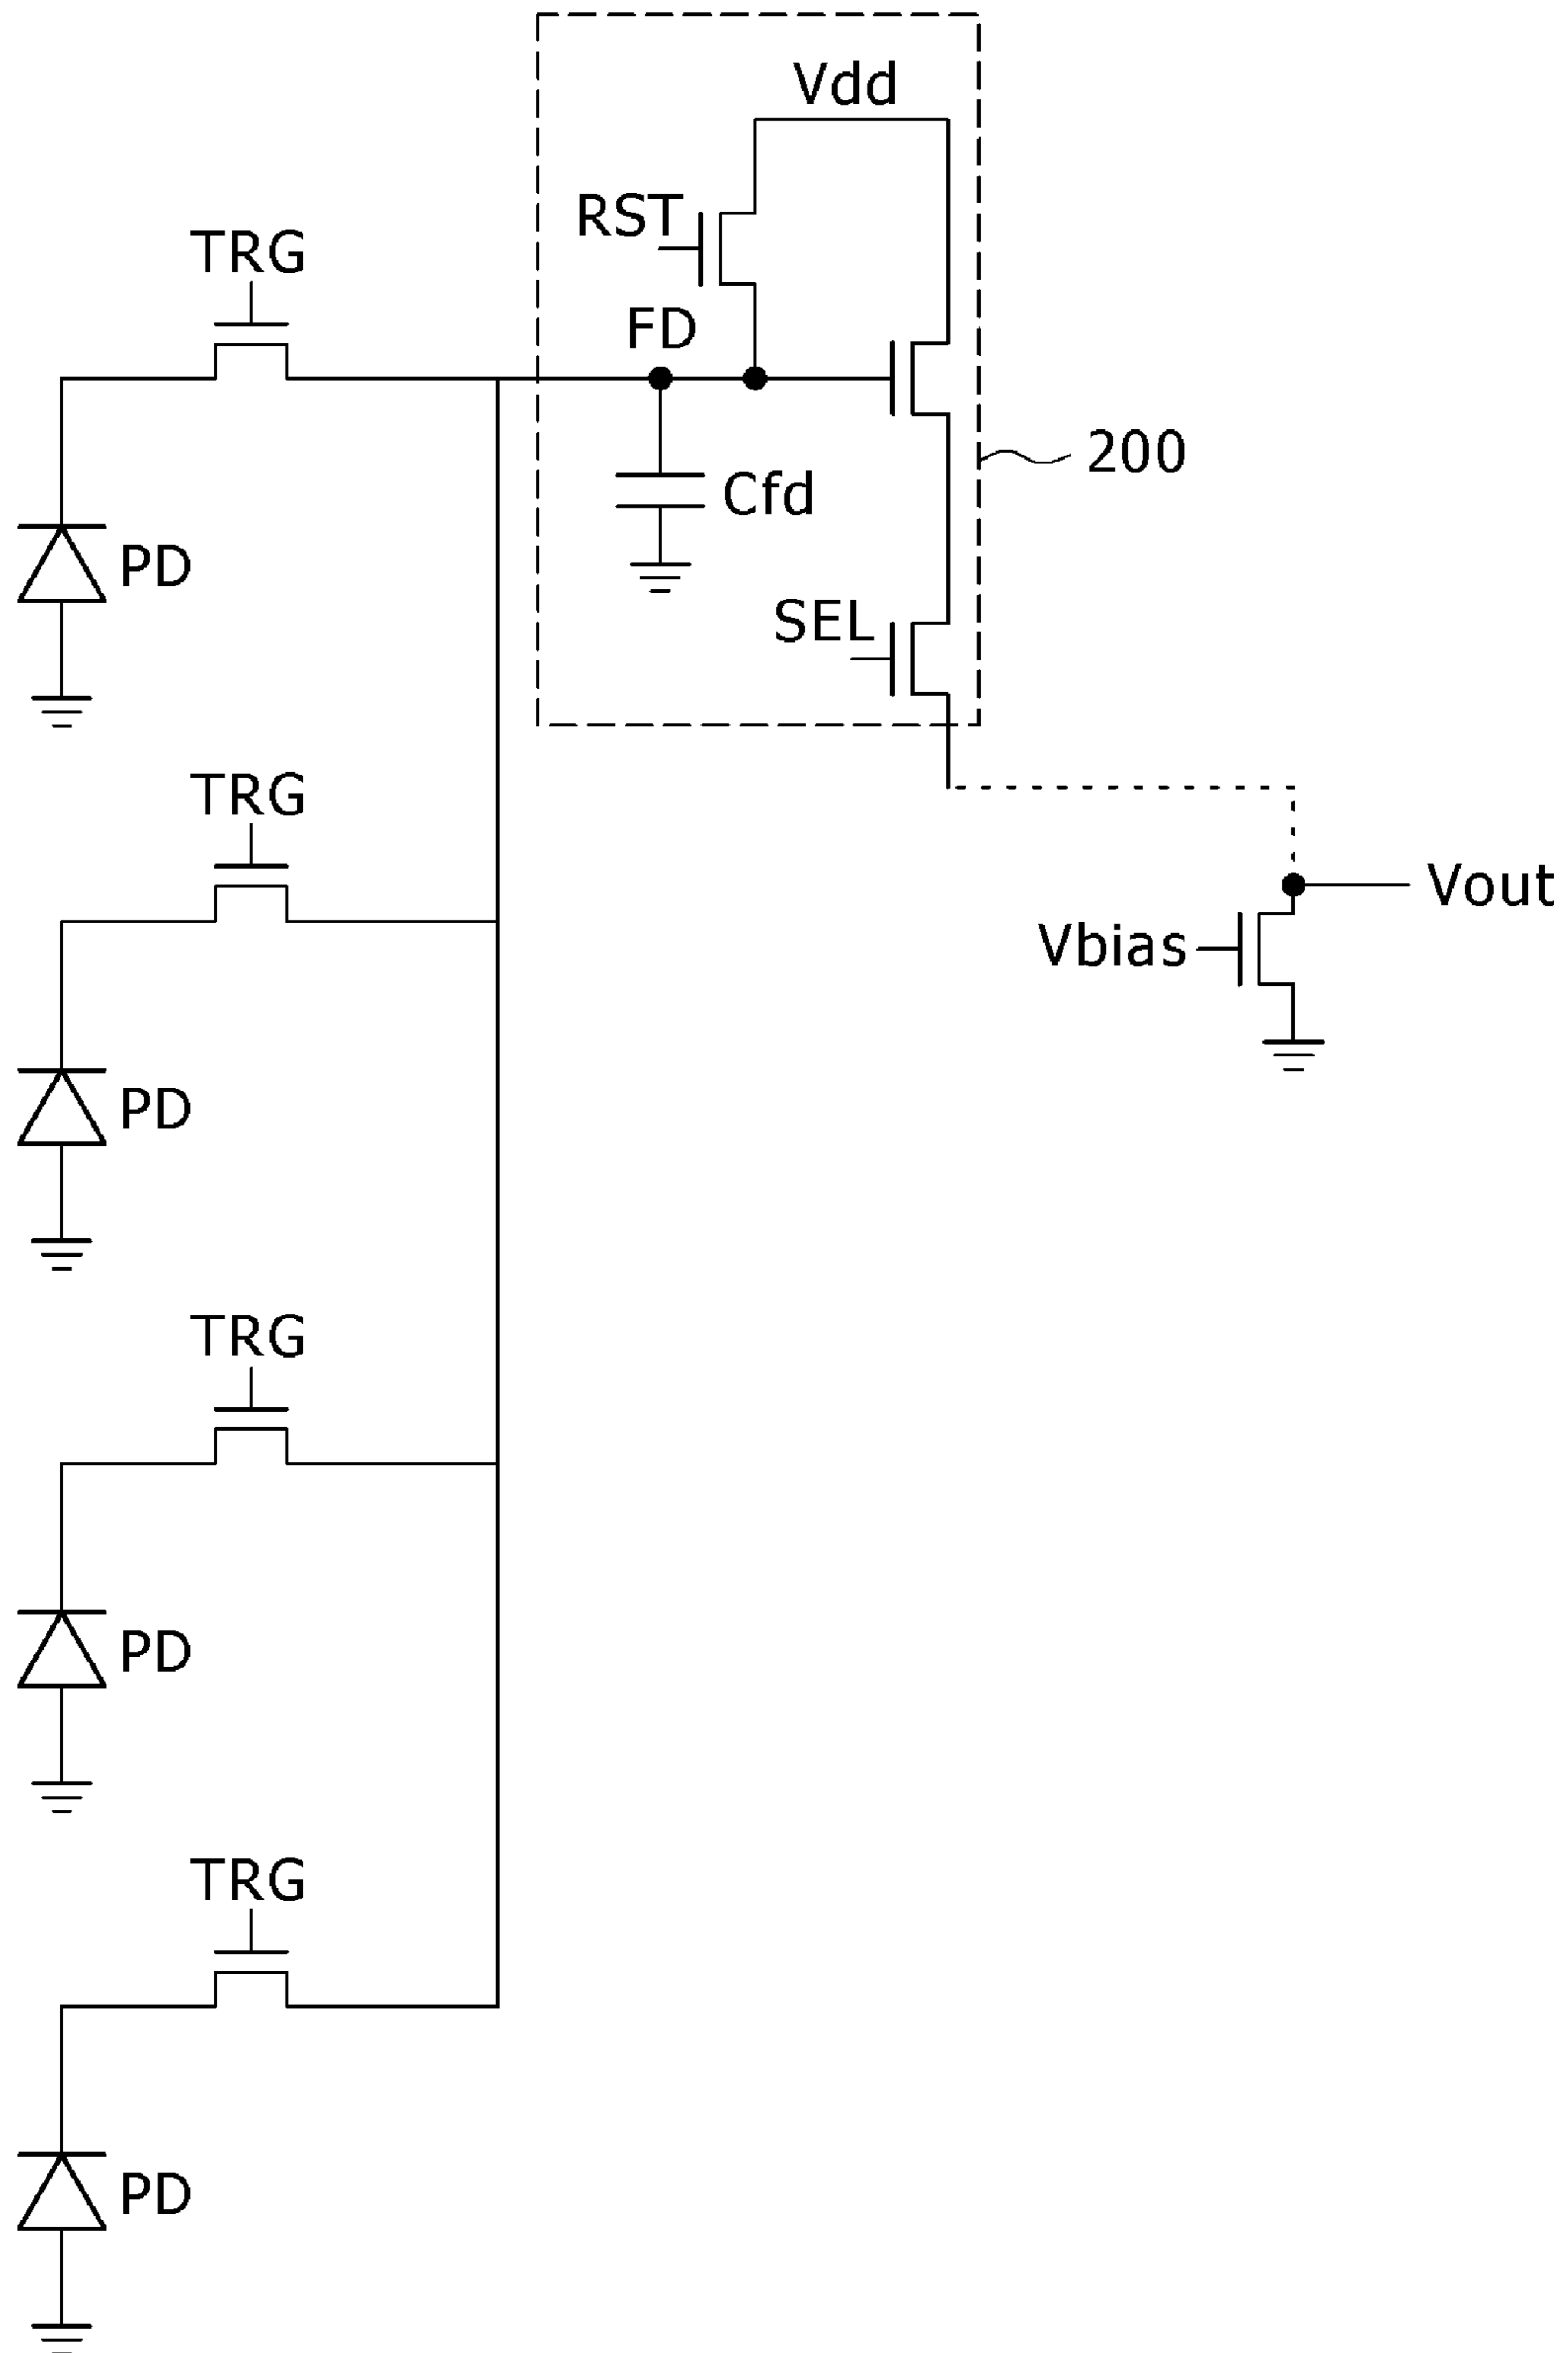 Vdd
RST
TRG
FD
200
Cfd
PD
SEL
TRG
Vout
Vbias
PD
TRG
PD
TRG
PD